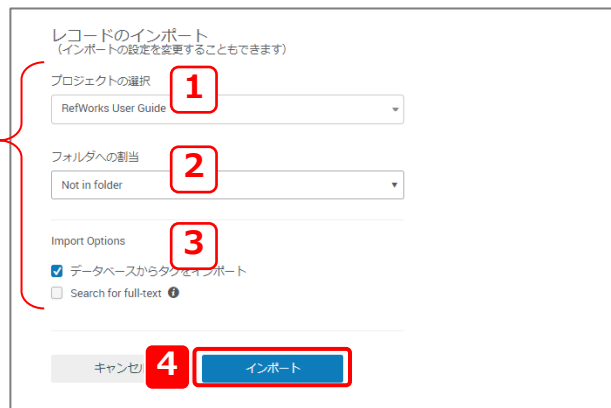 レコードのインポート
（インポートの設定を変更することもできます）
プロジェクトの選択
1
RefWorks User Guide
フォルダへの割当
2
Not in folder
Import Options
3
データベースからタグをインポート
Search for full-text
キャンセル
4
インポート